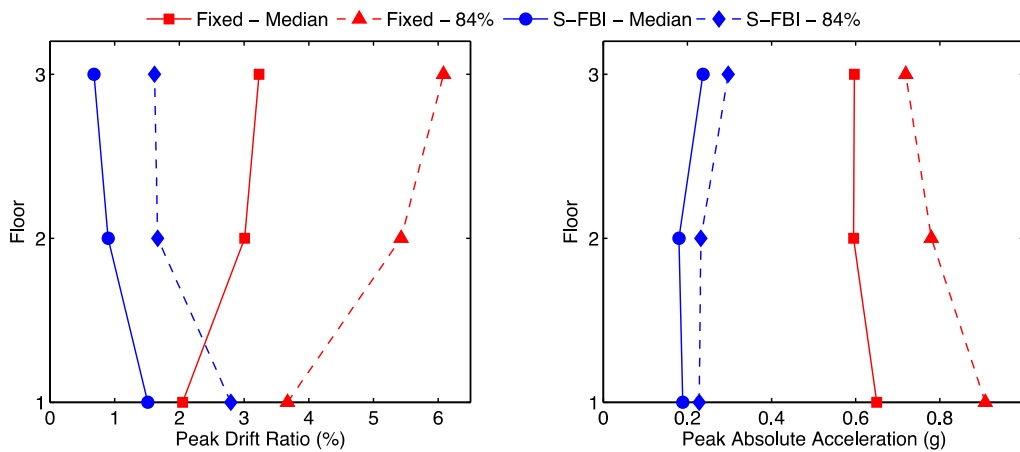 Fixed – Median Fixed – 84% S–FBI – Median S–FBI – 84%
3
2
1
Floor
0 1 2 3 4 5 6
Peak Drift Ratio (%)
3
2
1
Floor
0.2 0.4 0.6 0.8
Peak Absolute Acceleration (g)